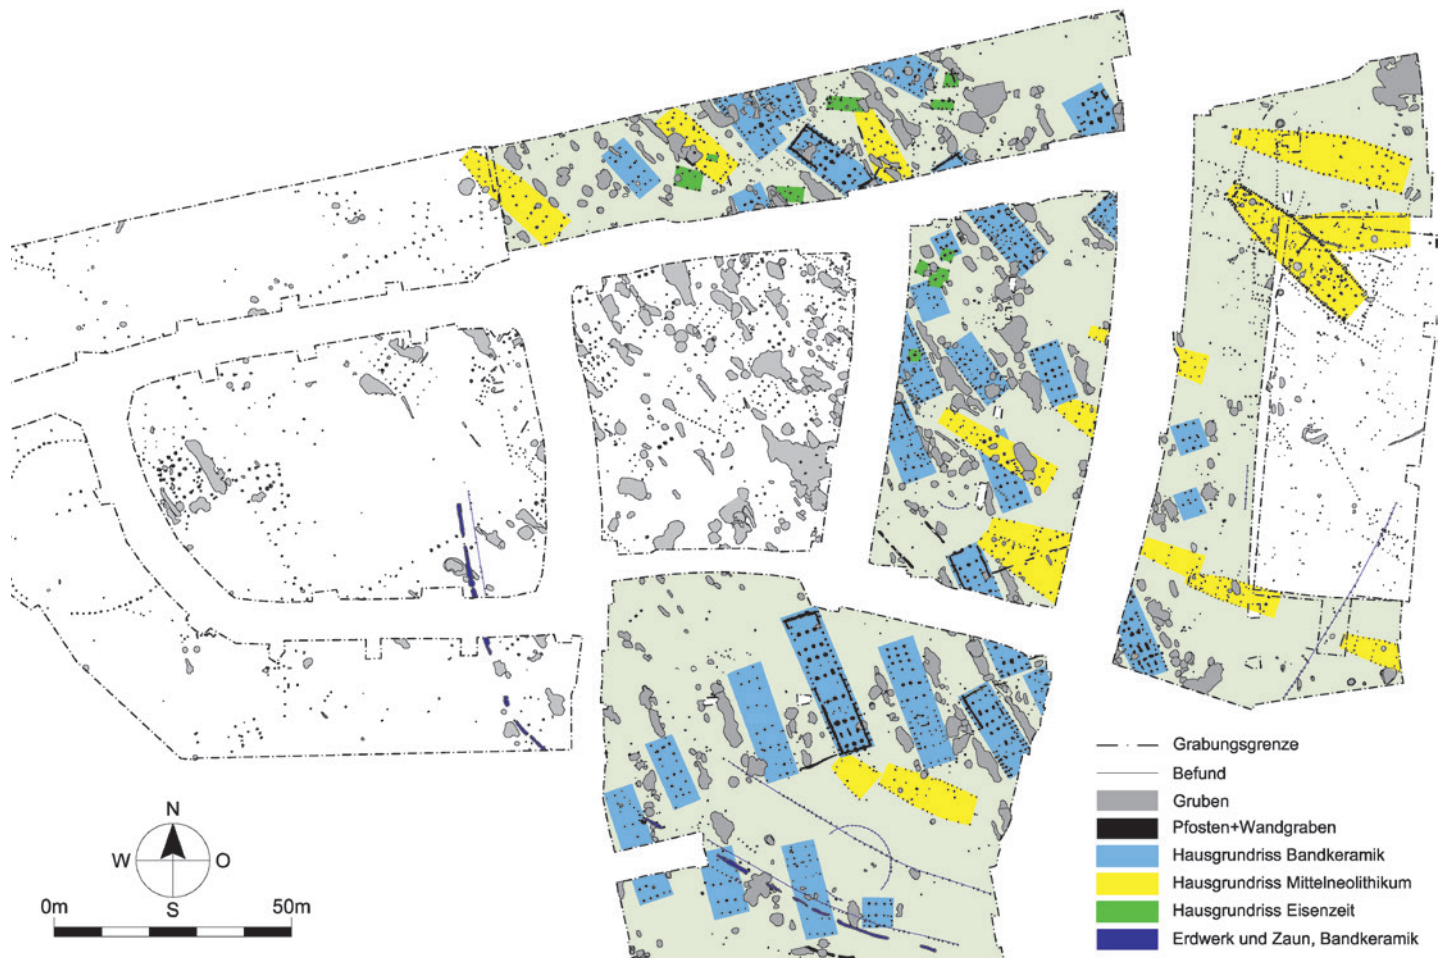 Grabungsgrenze
Befund
Gruben
Pfosten+Wandgraben
Hausgrundriss Bandkeramik
Hausgrundriss Mittelneolithikum
Hausgrundriss Eisenzeit
Erdwerk und Zaun, Bandkeramik
N
W O
S
0m 50m